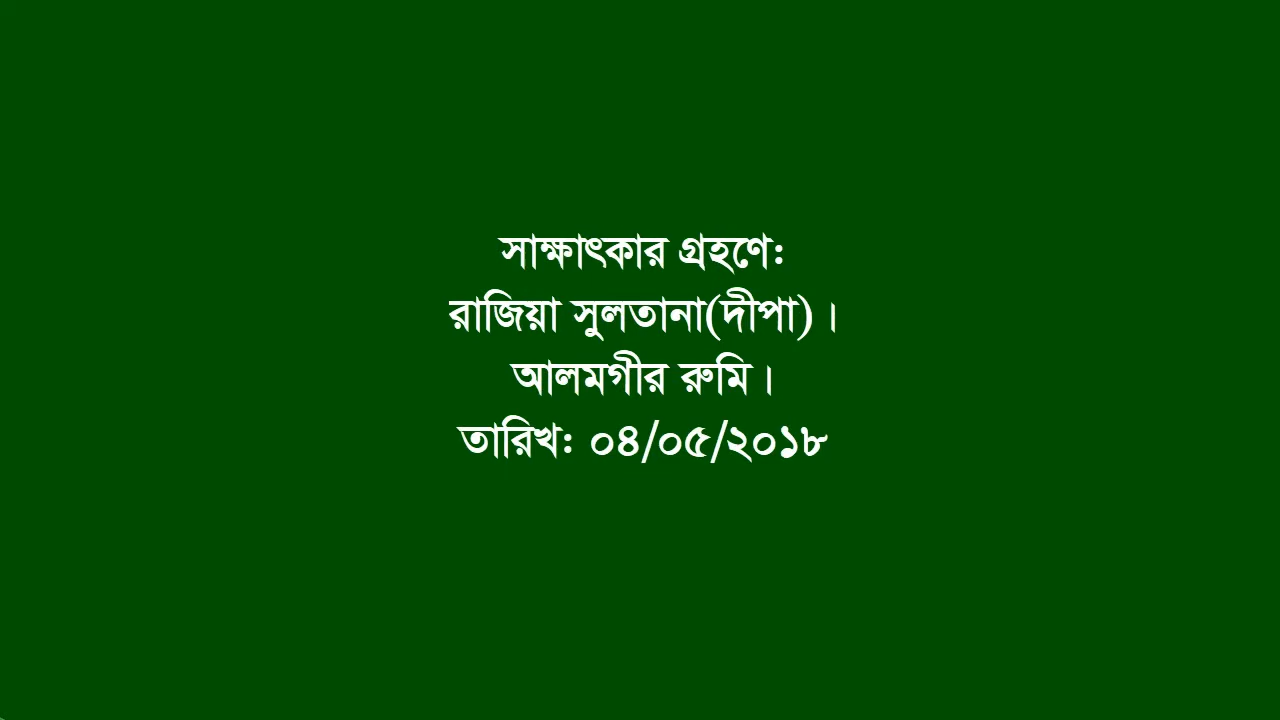 সাক্ষাৎকার গ্রহণে:
রাজিয়া সুলতানা(দীপা)।
আলমগীর রুমি।
তারিখ: ০৪/০৫/২০১৮